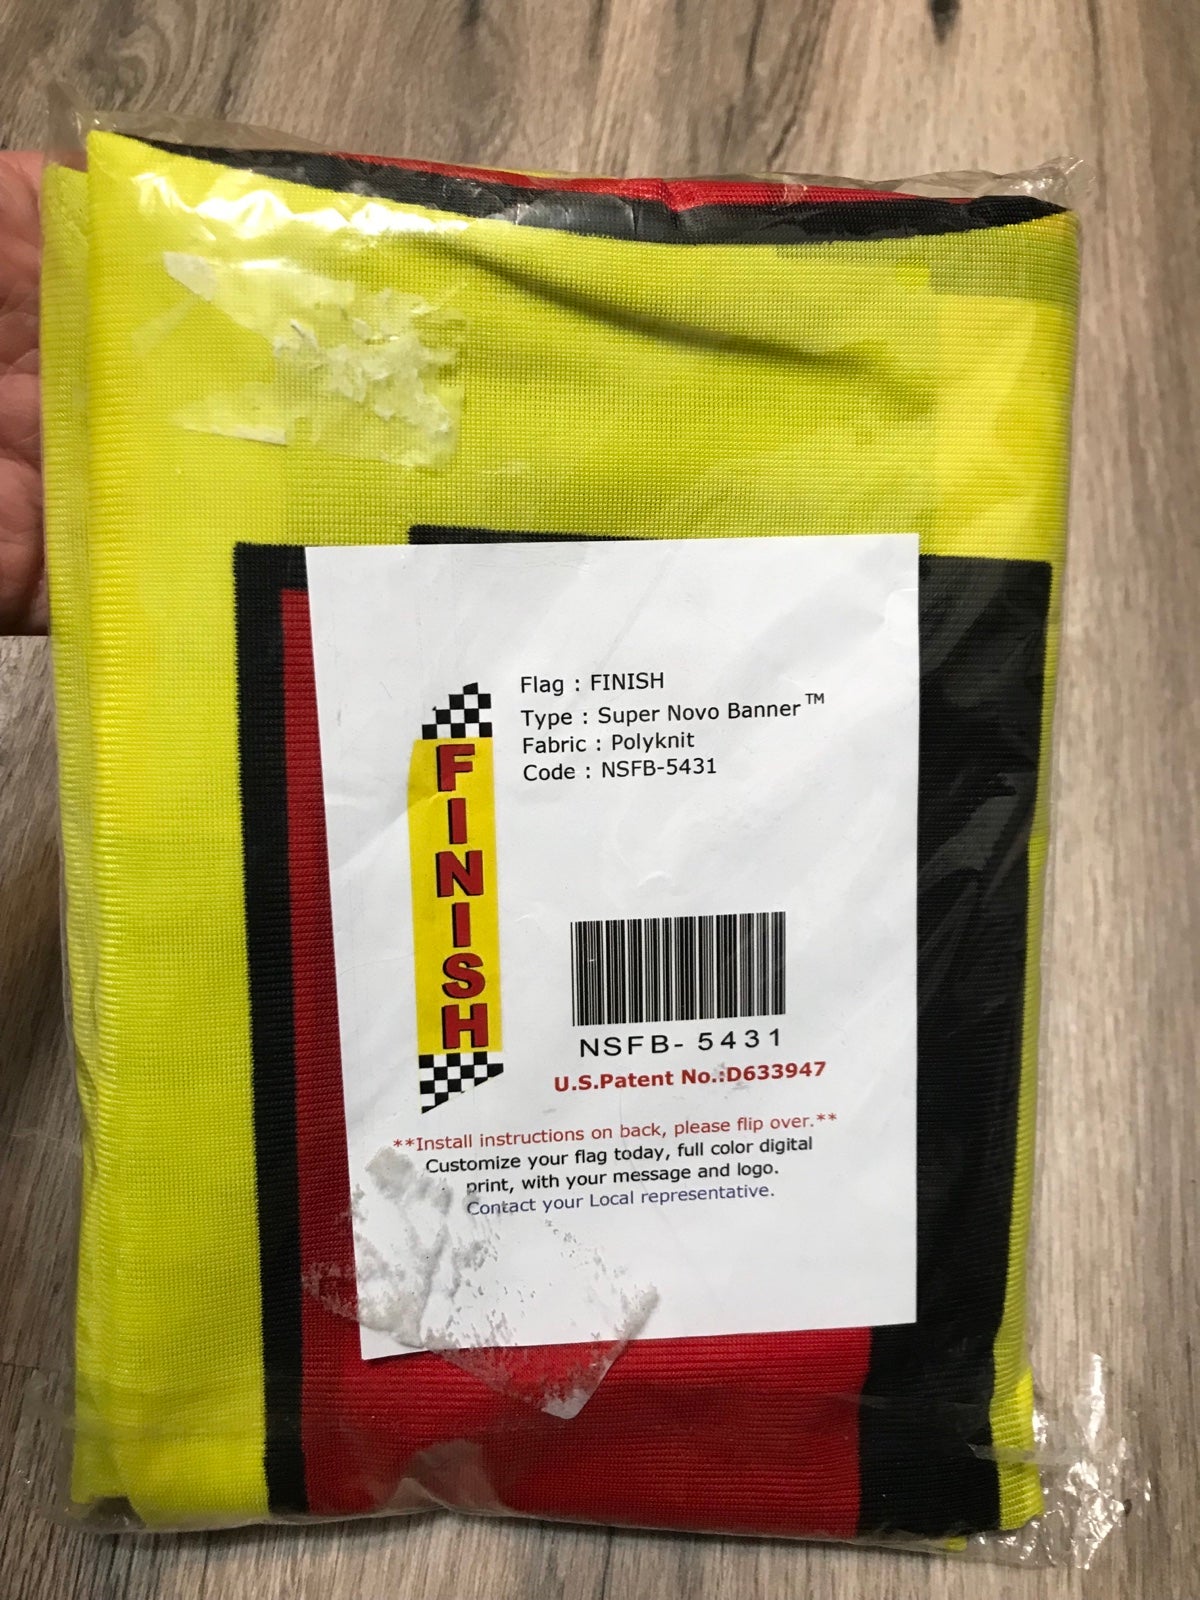 FINISH
Flag : FINISH
Type : Super Novo Banner™
Fabric : Polyknit
Code : NSFB-5431
NSFB- 5431
U.S.Patent No.:D633947
**Install instructions on back, please flip over.**
Customize your flag today, full color digital
print, with your message and logo.
Contact your Local representative.